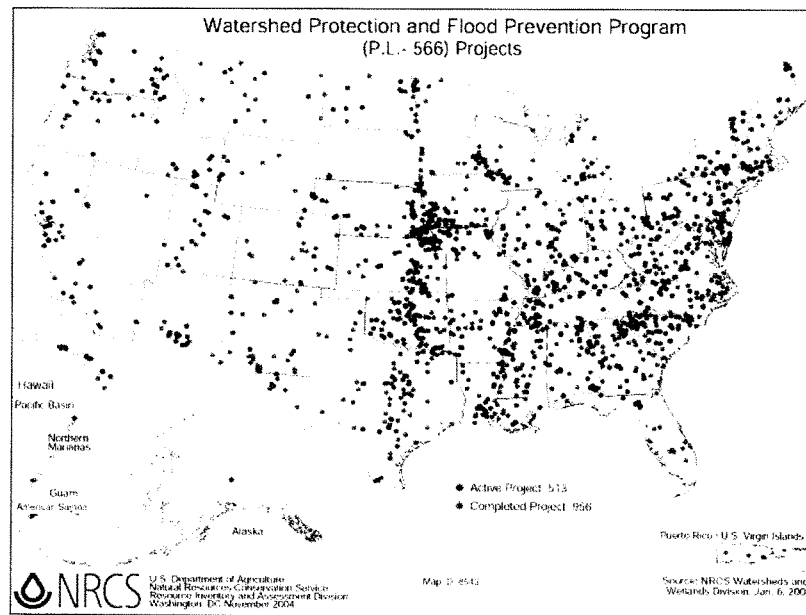 Watershed Protection and Flood Prevention Program
(P.L.- 566) Projects
Hawaii
Pacific Basin
Northern
Marianas
Guam
American Samoa
Alaska
Active Project 513
Completed Project 956
Puerto Rico - U.S. Virgin Islands
NRCS
U.S. Department of Agriculture
Natural Resources Conservation Service
Resource Inventory and Assessment Division
Washington, DC November 2004
Map ID
Source: NRCS Watersheds and
Wetlands Division, Jan. 6,